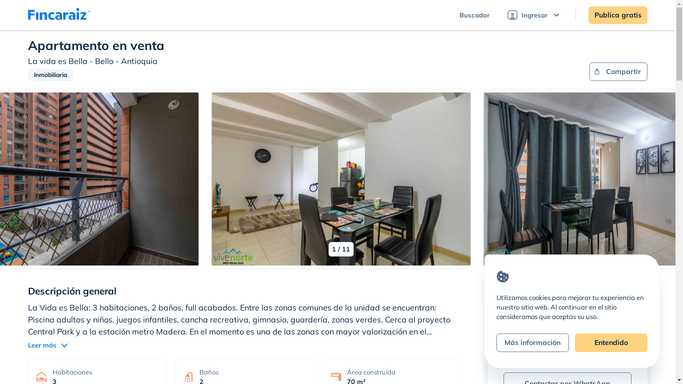 Fincaraiz
Buscador
Ingresar
Publica gratis
Apartamento en venta
La vida es Bella - Bello - Antioquia
Inmobiliaria
Compartir
vivenorte
1 / 11
Descripción general
La Vida es Bella: 3 habitaciones, 2 baños, full acabados. Entre las zonas comunes de la unidad se encuentran:
Piscina adultos y niños, juegos infantiles, cancha recreativa, gimnasio, guardería, zonas verdes. Cerca al proyecto
Central Park y a la estación metro Madera. En el momento es una de las zonas con mayor valorización en el...
Leer más
Habitaciones
3
Baños
2
Área construida
70 m²
Utilizamos cookies para mejorar tu experiencia en
nuestro sitio web. Al continuar en el sitio
consideramos que aceptas su uso.
Más información
Entendido
Contactar por WhatsApp